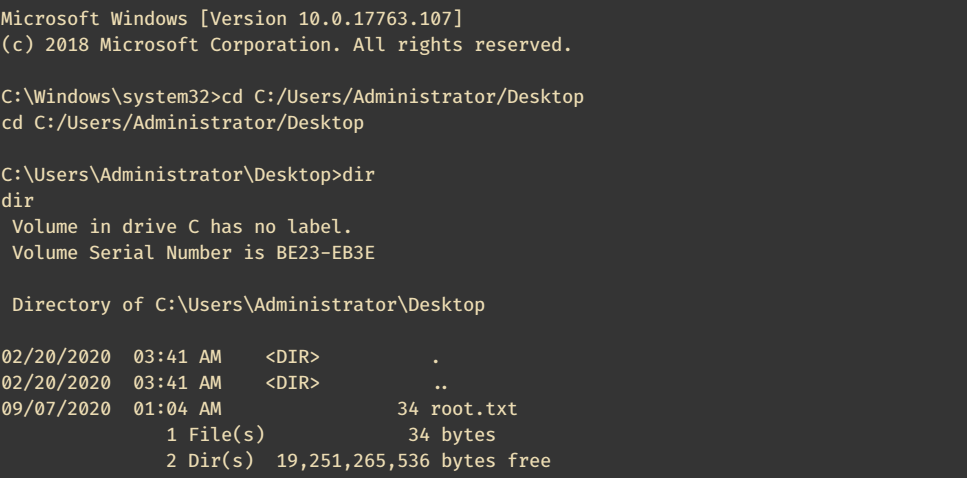 Microsoft Windows [Version 10.0.17763.107]
(c) 2018 Microsoft Corporation. All rights reserved.
C:\Windows\system32>cd C:/Users/Administrator/Desktop
cd C:/Users/Administrator/Desktop
C:\Users\Administrator\Desktop>dir
dir
 Volume in drive C has no label.
 Volume Serial Number is BE23-EB3E
 Directory of C:\Users\Administrator\Desktop
02/20/2020  03:41 AM    <DIR>          .
02/20/2020  03:41 AM    <DIR>          ..
09/07/2020  01:04 AM                34 root.txt
               1 File(s)             34 bytes
               2 Dir(s)  19,251,265,536 bytes free